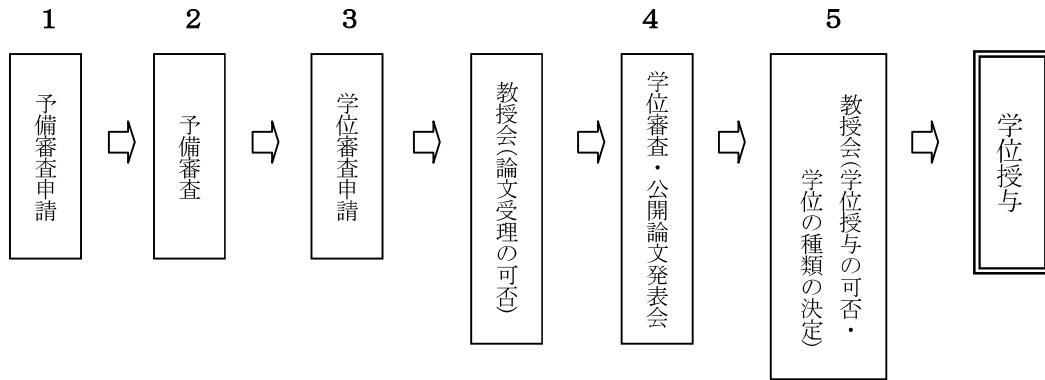 1
2
3
4
5
予備審査申請
予備審査
学位審査申請
教授会(論文受理の可否)
学位審査・公開論文発表会
教授会(学位授与の可否・
学位の種類の決定)
学位授与